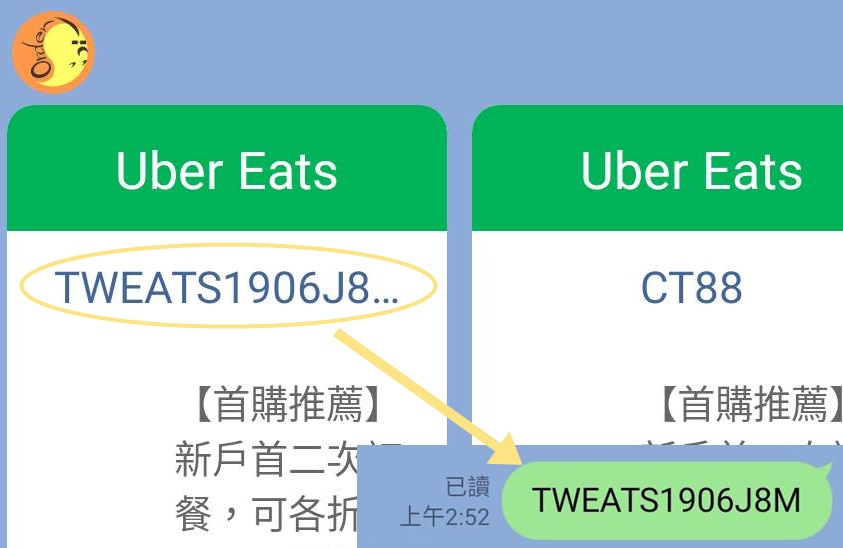 Order
Uber Eats
TWEATS1906J8...
【首購推薦】
新戶首二次訂
餐，可各折
Uber Eats
CT88
【首購推薦】
新戶首二次
已讀
上午2:52
TWEATS1906J8M